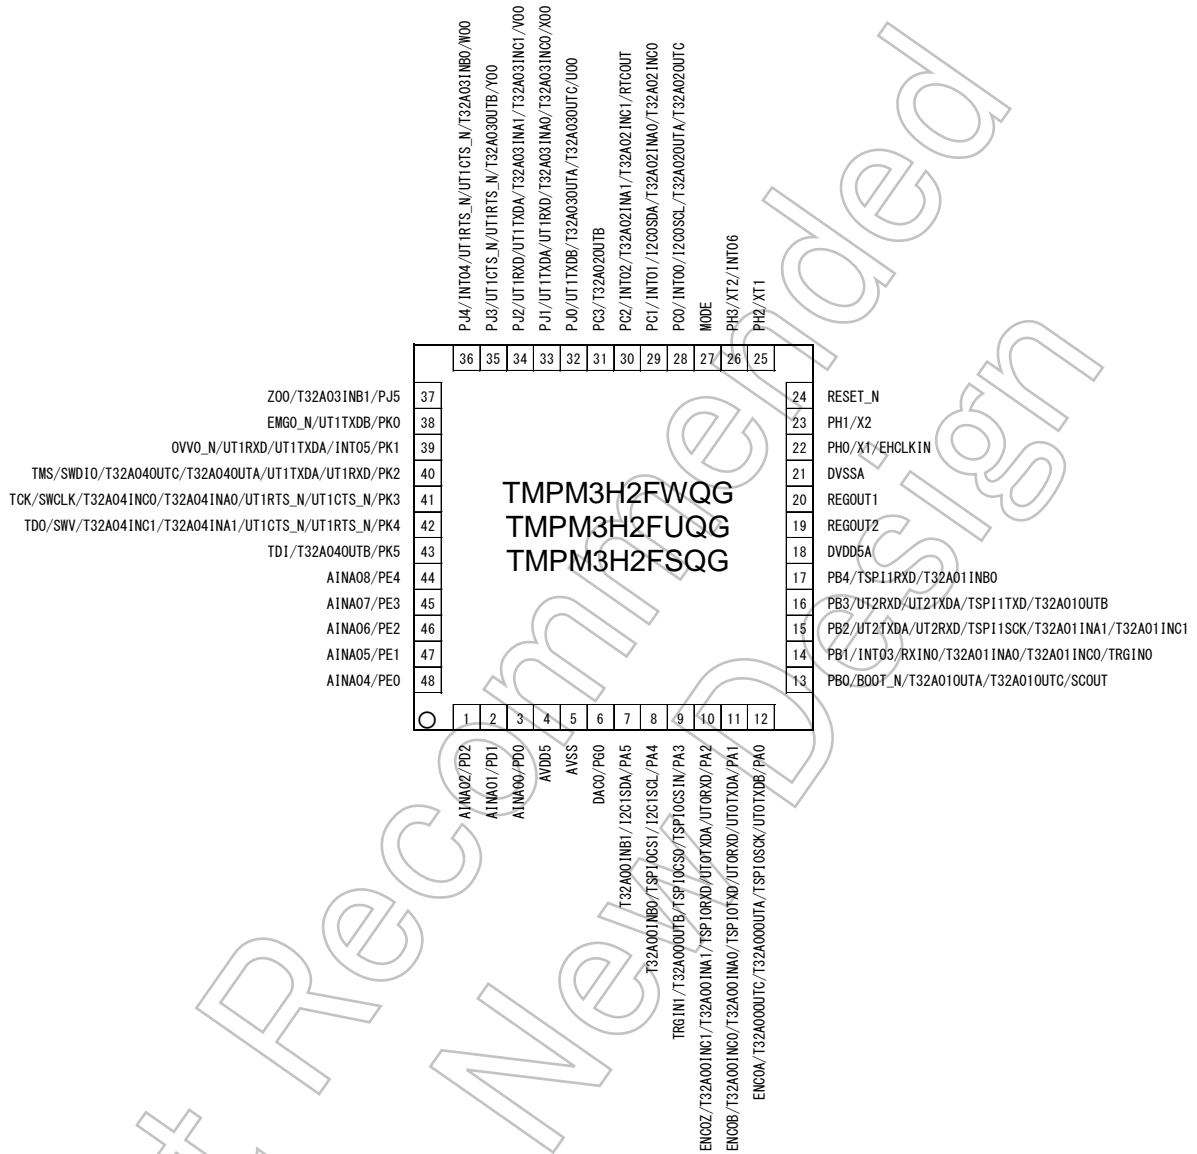 PJ4/INT04/UT1RTS_N/UT1CTS_N/T32A03INB0/WO0
PJ3/UT1CTS_N/UT1RTS_N/T32A03OUTB/YO0
PJ2/UT1RXD/UT1TXDA/T32A03INA1/T32A03INC1/VO0
PJ1/UT1TXDA/UT1RXD/T32A03INA0/T32A03INC0/XO0
PJ0/UT1TXDB/T32A03OUTA/T32A03OUTC/UO0
PC3/T32A02OUTB
PC2/INT02/T32A02INA1/T32A02INC1/RTCOUT
PC1/INT01/I2C0SDA/T32A02INA0/T32A02INC0
PC0/INT00/I2C0SCL/T32A02OUTA/T32A02OUTC
MODE
PH3/XT2/INT06
PH2/XT1
36 35 34 33 32 31 30 29 28 27 26 25
ZO0/T32A03INB1/PJ5 37
EMG0_N/UT1TXDB/PK0 38
OVV0_N/UT1RXD/UT1TXDA/INT05/PK1 39
TMS/SWDIO/T32A04OUTC/T32A04OUTA/UT1TXDA/UT1RXD/PK2 40
TCK/SWCLK/T32A04INC0/T32A04INA0/UT1RTS_N/UT1CTS_N/PK3 41
TDO/SWV/T32A04INC1/T32A04INA1/UT1CTS_N/UT1RTS_N/PK4 42
TDI/T32A04OUTB/PK5 43
AINA08/PE4 44
AINA07/PE3 45
AINA06/PE2 46
AINA05/PE1 47
AINA04/PE0 48
TMPM3H2FWQG
TMPM3H2FUQG
TMPM3H2FSQG
24 RESET_N
23 PH1/X2
22 PH0/X1/EHCLKIN
21 DVSSA
20 REGOUT1
19 REGOUT2
18 DVDD5A
17 PB4/TSPI1RXD/T32A01INB0
16 PB3/UT2RXD/UT2TXDA/TSPI1TXD/T32A01OUTB
15 PB2/UT2TXDA/UT2RXD/TSPI1SCK/T32A01INA1/T32A01INC1
14 PB1/INT03/RXIN0/T32A01INA0/T32A01INC0/TRGIN0
13 PB0/BOOT_N/T32A01OUTA/T32A01OUTC/SCOUT
1 2 3 4 5 6 7 8 9 10 11 12
AINA02/PD2
AINA01/PD1
AINA00/PD0
AVDD5
AVSS
DAC0/PG0
T32A00INB1/I2C1SDA/PA5
T32A00INB0/TSPI0CS1/I2C1SCL/PA4
TRGIN1/T32A00OUTB/TSPI0CS0/TSPI0CSIN/PA3
ENC0Z/T32A00INC1/T32A00INA1/TSPI0RXD/UT0TXDA/UT0RXD/PA2
ENC0B/T32A00INC0/T32A00INA0/TSPI0TXD/UT0RXD/UT0TXDA/PA1
ENC0A/T32A00OUTC/T32A00OUTA/TSPI0SCK/UT0TXDB/PA0
t Recommended
New Design